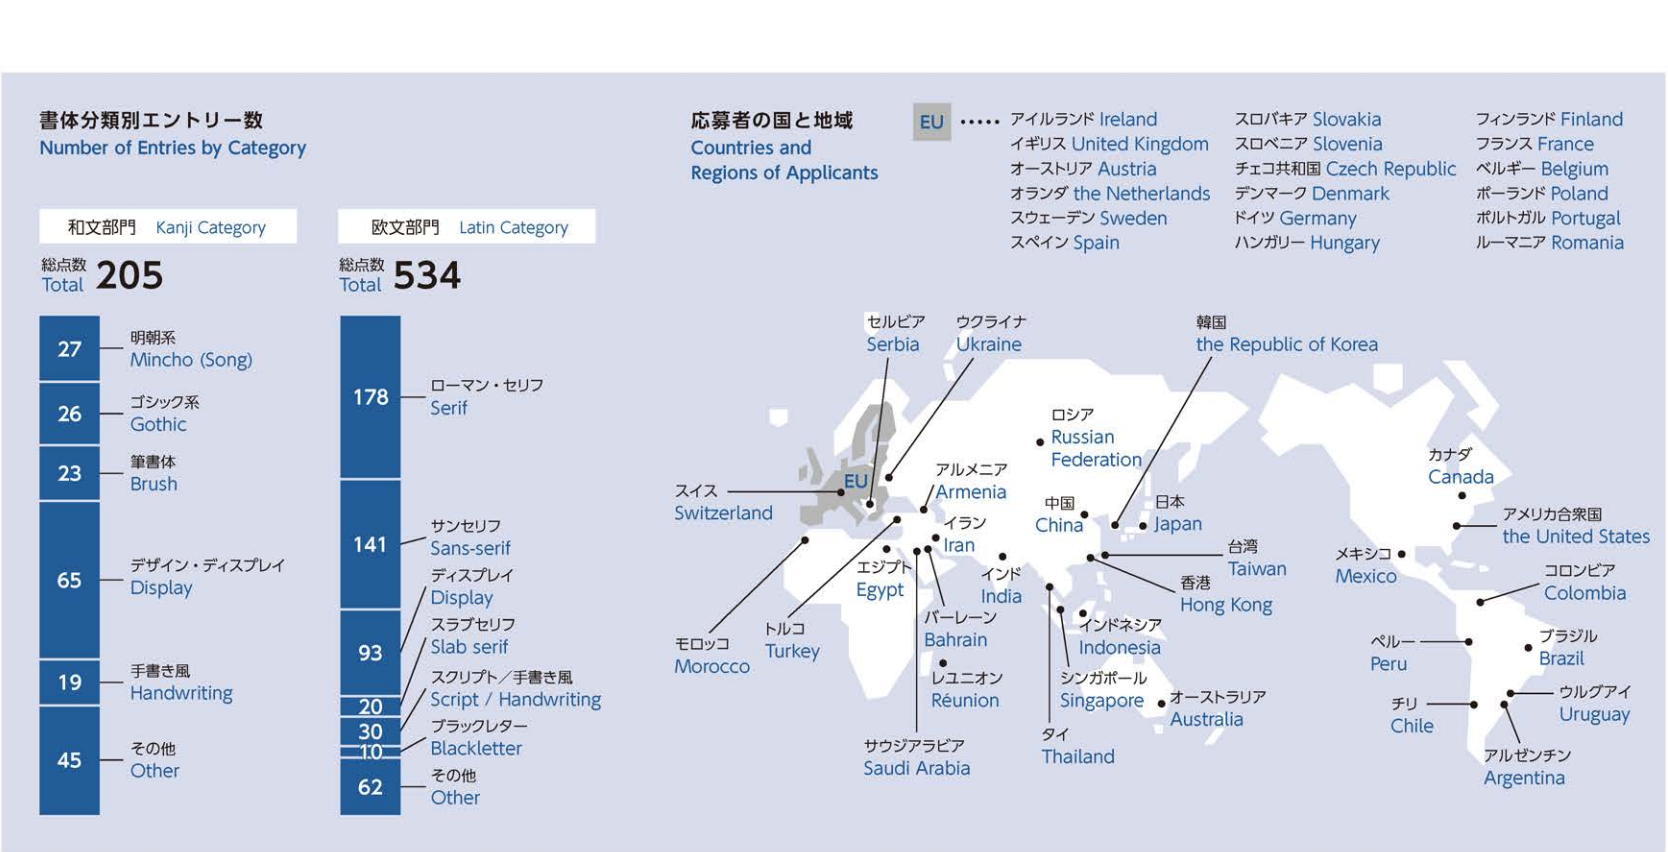 書体分類別エントリー数
Number of Entries by Category
和文部門 Kanji Category
総点数
Total 205
27 明朝系
Mincho (Song)
26 ゴシック系
Gothic
23 筆書体
Brush
65 デザイン・ディスプレイ
Display
19 手書き風
Handwriting
45 その他
Other
欧文部門 Latin Category
総点数
Total 534
178 ローマン・セリフ
Serif
141 サンセリフ
Sans-serif
93 ディスプレイ
Display
20 スラブセリフ
Slab serif
30 スクリプト／手書き風
Script / Handwriting
10 ブラックレター
Blackletter
62 その他
Other
応募者の国と地域
Countries and
Regions of Applicants
EU ･････
アイルランド Ireland
イギリス United Kingdom
オーストリア Austria
オランダ the Netherlands
スウェーデン Sweden
スペイン Spain
スロバキア Slovakia
スロベニア Slovenia
チェコ共和国 Czech Republic
デンマーク Denmark
ドイツ Germany
ハンガリー Hungary
フィンランド Finland
フランス France
ベルギー Belgium
ポーランド Poland
ポルトガル Portugal
ルーマニア Romania
セルビア
Serbia
ウクライナ
Ukraine
韓国
the Republic of Korea
ロシア
Russian
Federation
EU
スイス
Switzerland
アルメニア
Armenia
イラン
Iran
中国
China
日本
Japan
台湾
Taiwan
香港
Hong Kong
エジプト
Egypt
インド
India
バーレーン
Bahrain
インドネシア
Indonesia
モロッコ
Morocco
トルコ
Turkey
レユニオン
Réunion
シンガポール
Singapore
オーストラリア
Australia
サウジアラビア
Saudi Arabia
タイ
Thailand
カナダ
Canada
アメリカ合衆国
the United States
メキシコ
Mexico
コロンビア
Colombia
ペルー
Peru
ブラジル
Brazil
チリ
Chile
ウルグアイ
Uruguay
アルゼンチン
Argentina